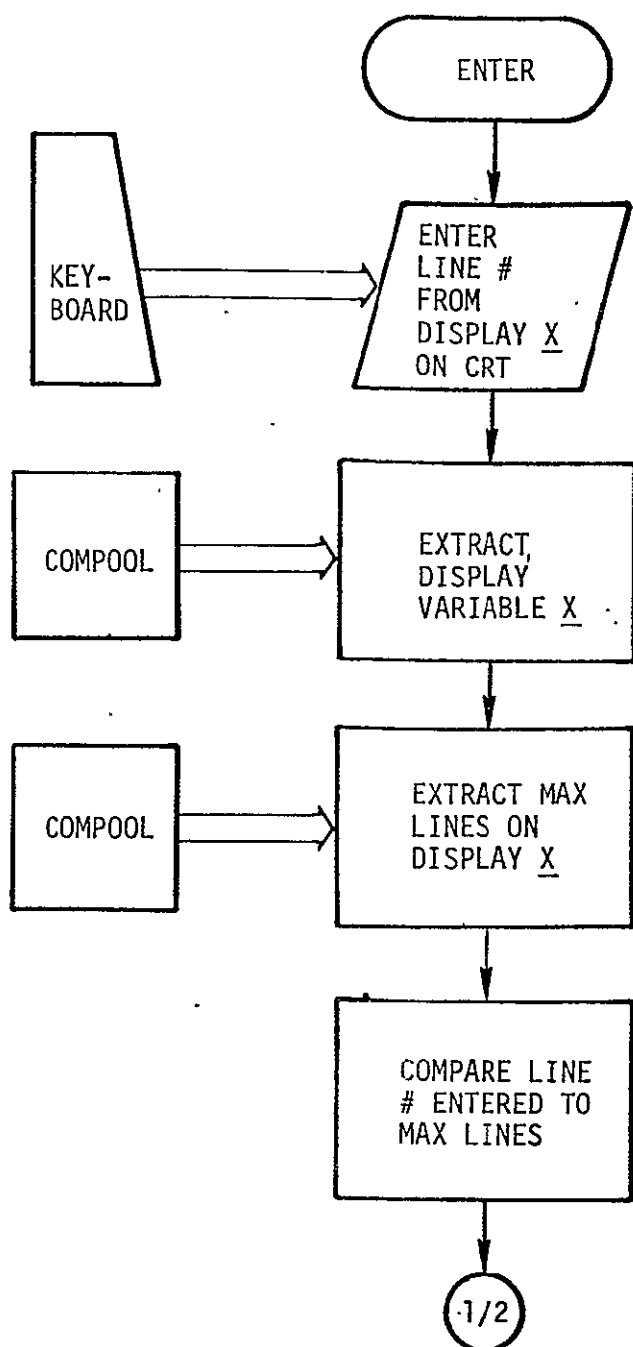 ENTER
KEY-
BOARD
ENTER
LINE #
FROM
DISPLAY X
ON CRT
COMPOOL
EXTRACT
DISPLAY
VARIABLE X
COMPOOL
EXTRACT MAX
LINES ON
DISPLAY X
COMPARE LINE
# ENTERED TO
MAX LINES
1/2